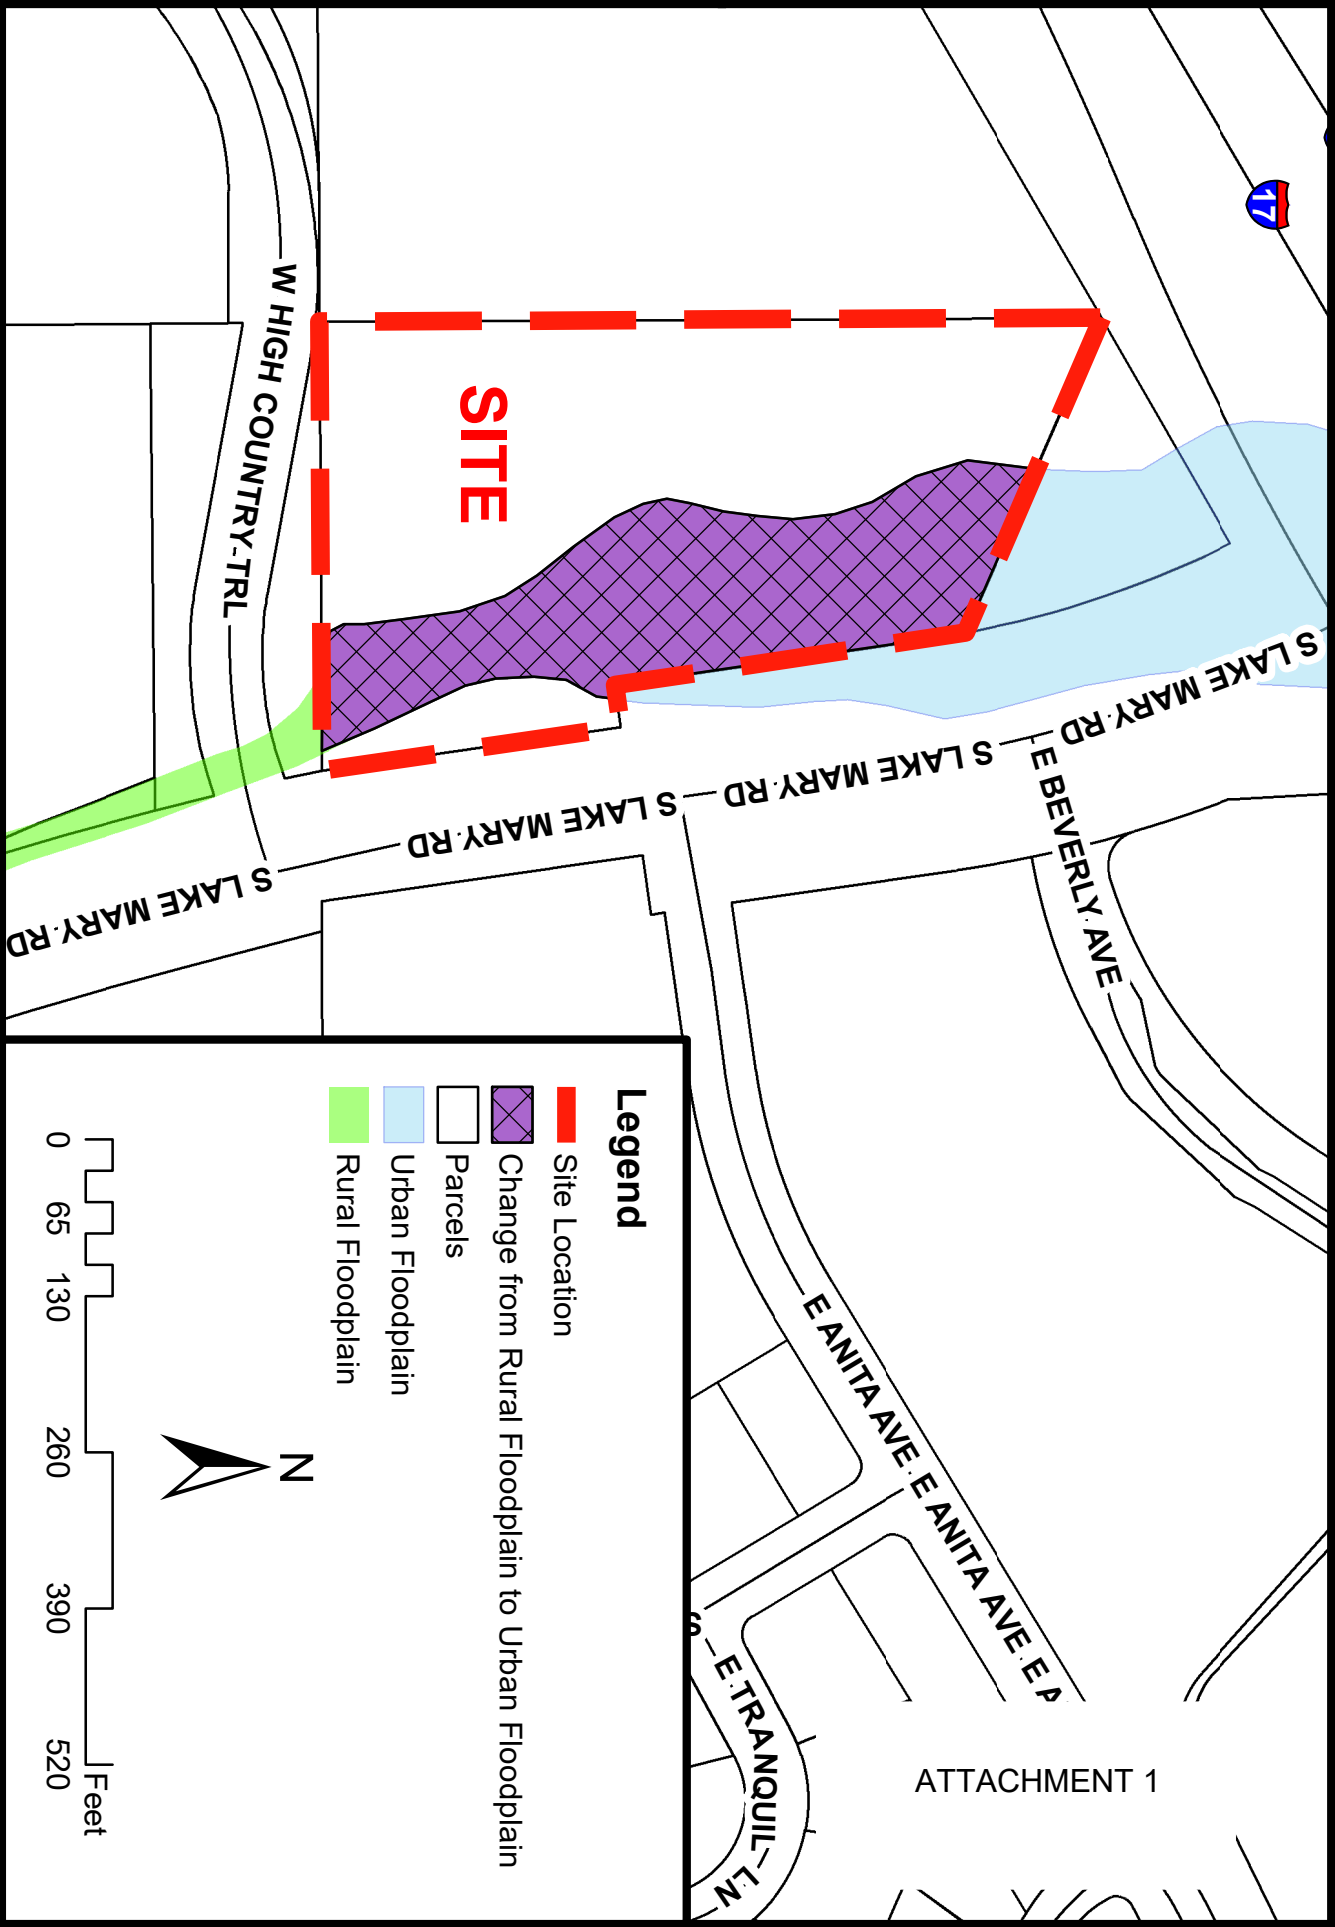 17
W HIGH COUNTRY TRL
SITE
S LAKE MARY RD
S LAKE MARY RD
S LAKE MARY RD
S LAKE MARY RD
S LAKE MARY RD
E BEVERLY AVE
E ANITA AVE
E ANITA AVE
E A
S
E TRANQUIL LN
ATTACHMENT 1
Legend
Site Location
Change from Rural Floodplain to Urban Floodplain
Parcels
Urban Floodplain
Rural Floodplain
N
0 65 130 260 390 520
Feet